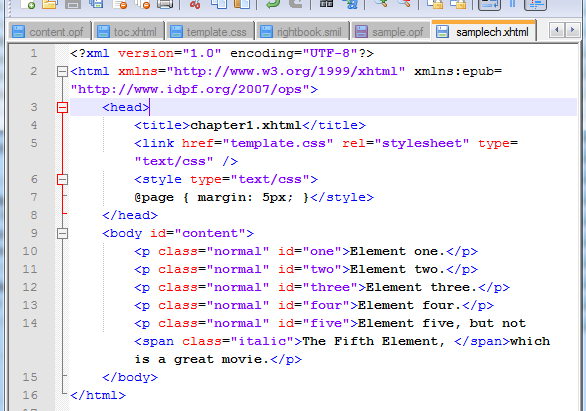 content.opf toc.xhtml template.css rightbook.smil sample.opf samplech.xhtml
1 <?xml version="1.0" encoding="UTF-8"?>
2 <html xmlns="http://www.w3.org/1999/xhtml" xmlns:epub=
"http://www.idpf.org/2007/ops">
3 <head>
4 <title>chapter1.xhtml</title>
5 <link href="template.css" rel="stylesheet" type=
"text/css" />
6 <style type="text/css">
7 @page { margin: 5px; }</style>
8 </head>
9 <body id="content">
10 <p class="normal" id="one">Element one.</p>
11 <p class="normal" id="two">Element two.</p>
12 <p class="normal" id="three">Element three.</p>
13 <p class="normal" id="four">Element four.</p>
14 <p class="normal" id="five">Element five, but not
<span class="italic">The Fifth Element, </span>which
is a great movie.</p>
15 </body>
16 </html>